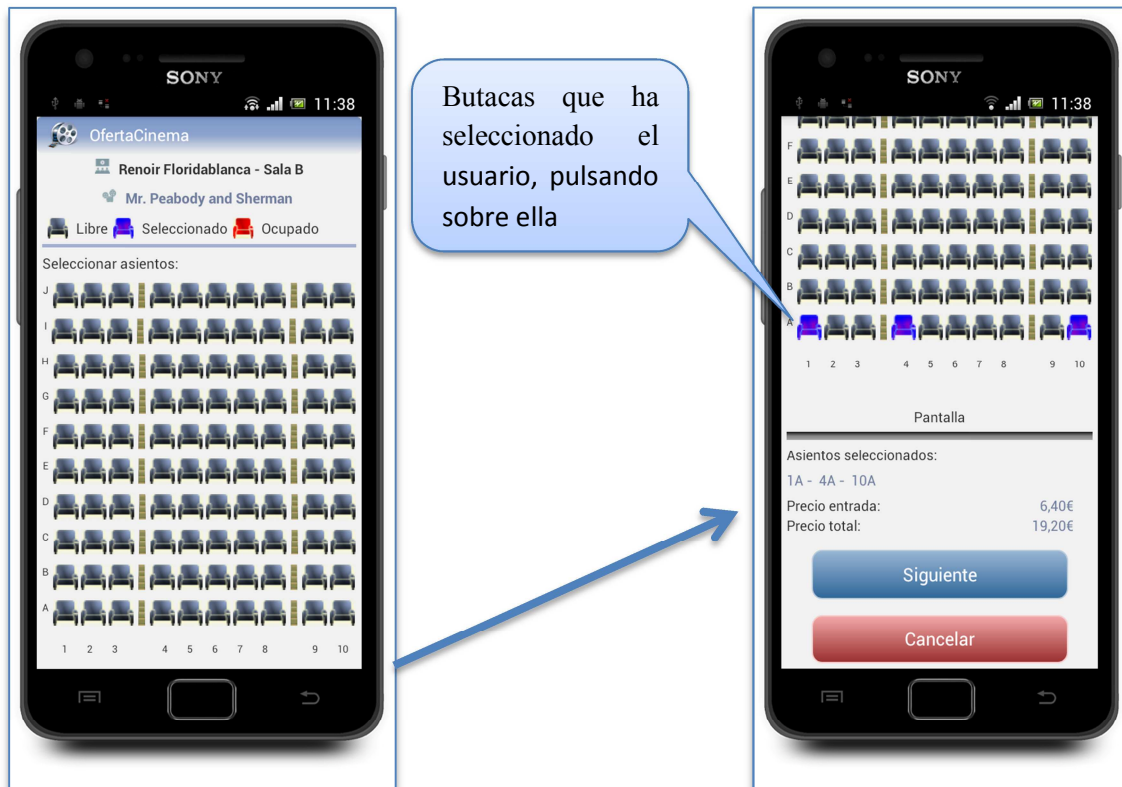 SONY
11:38
OfertaCinema
Renoir Floridablanca - Sala B
Mr. Peabody and Sherman
Libre Seleccionado Ocupado
Seleccionar asientos:
J
I
H
G
F
E
D
C
B
A
1 2 3 4 5 6 7 8 9 10
Butacas que ha
seleccionado el
usuario, pulsando
sobre ella
SONY
11:38
F
E
D
C
B
A
1 2 3 4 5 6 7 8 9 10
Pantalla
Asientos seleccionados:
1A - 4A - 10A
Precio entrada: 6,40€
Precio total: 19,20€
Siguiente
Cancelar